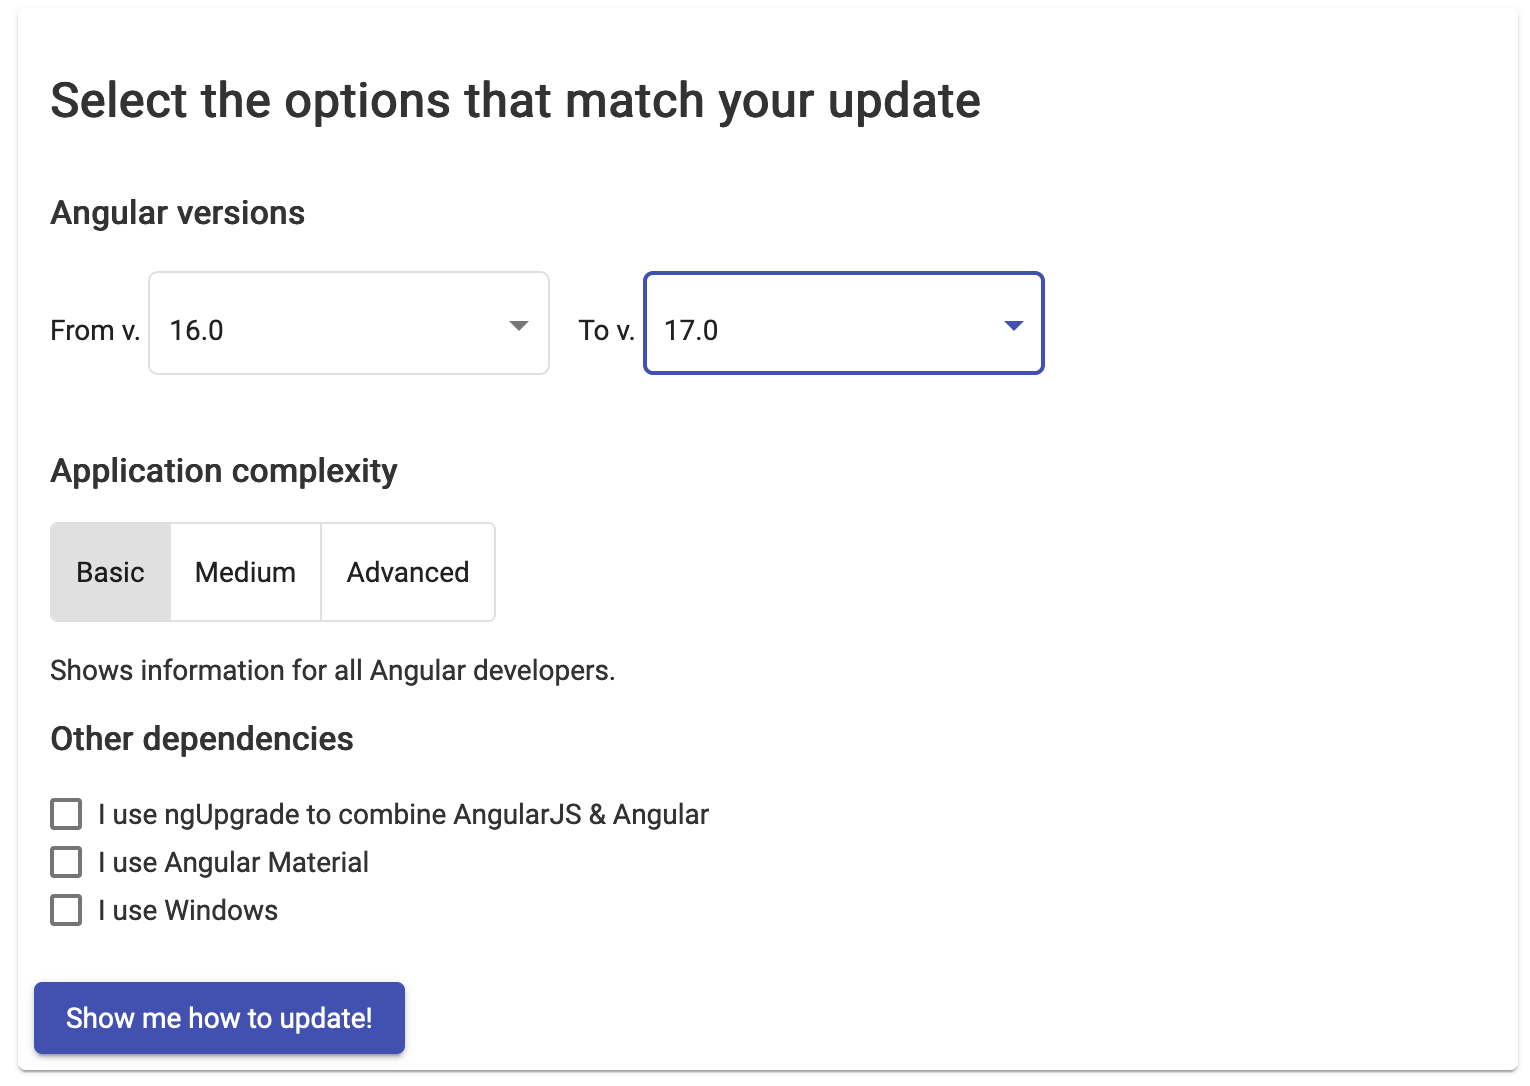 Select the options that match your update
Angular versions
From v. 16.0 To v. 17.0
Application complexity
Basic Medium Advanced
Shows information for all Angular developers.
Other dependencies
I use ngUpgrade to combine AngularJS & Angular
I use Angular Material
I use Windows
Show me how to update!